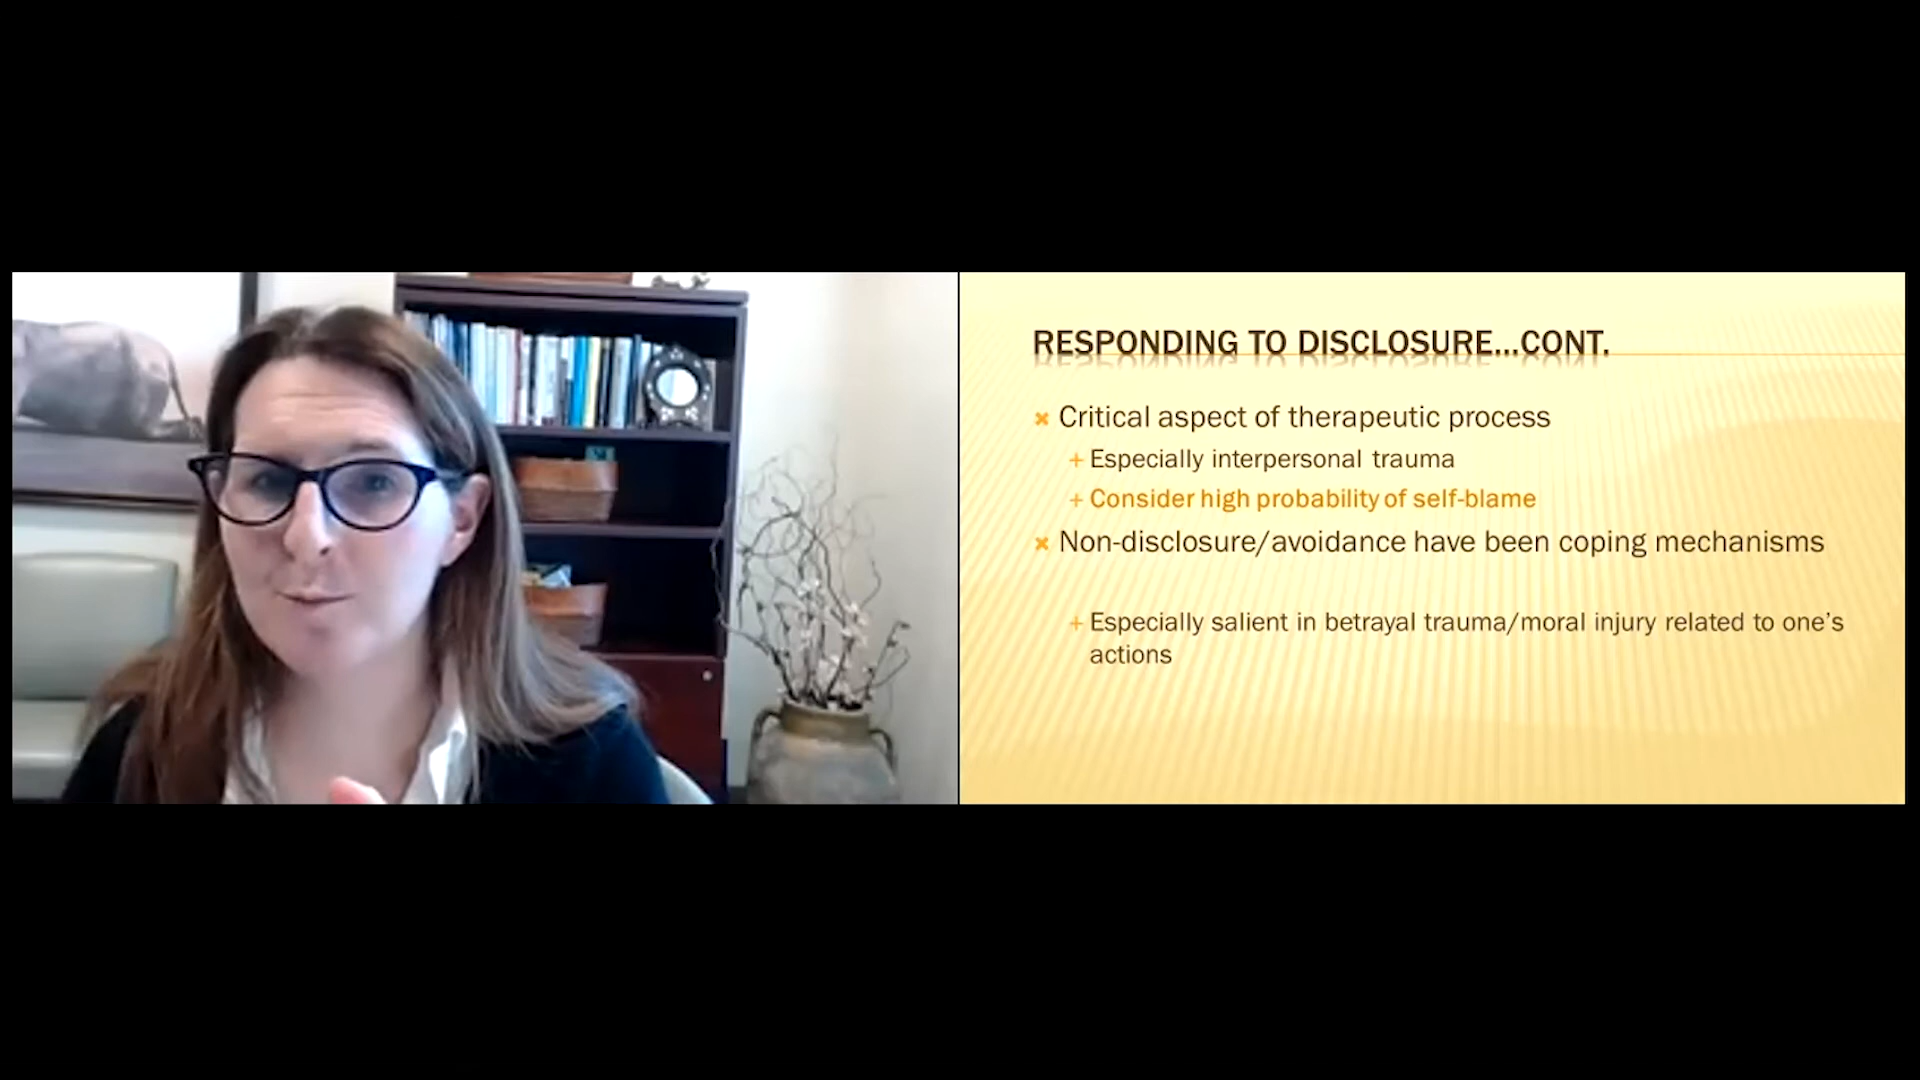 RESPONDING TO DISCLOSURE...CONT.
Critical aspect of therapeutic process
Especially interpersonal trauma
Consider high probability of self-blame
Non-disclosure/avoidance have been coping mechanisms
Especially salient in betrayal trauma/moral injury related to one's
actions